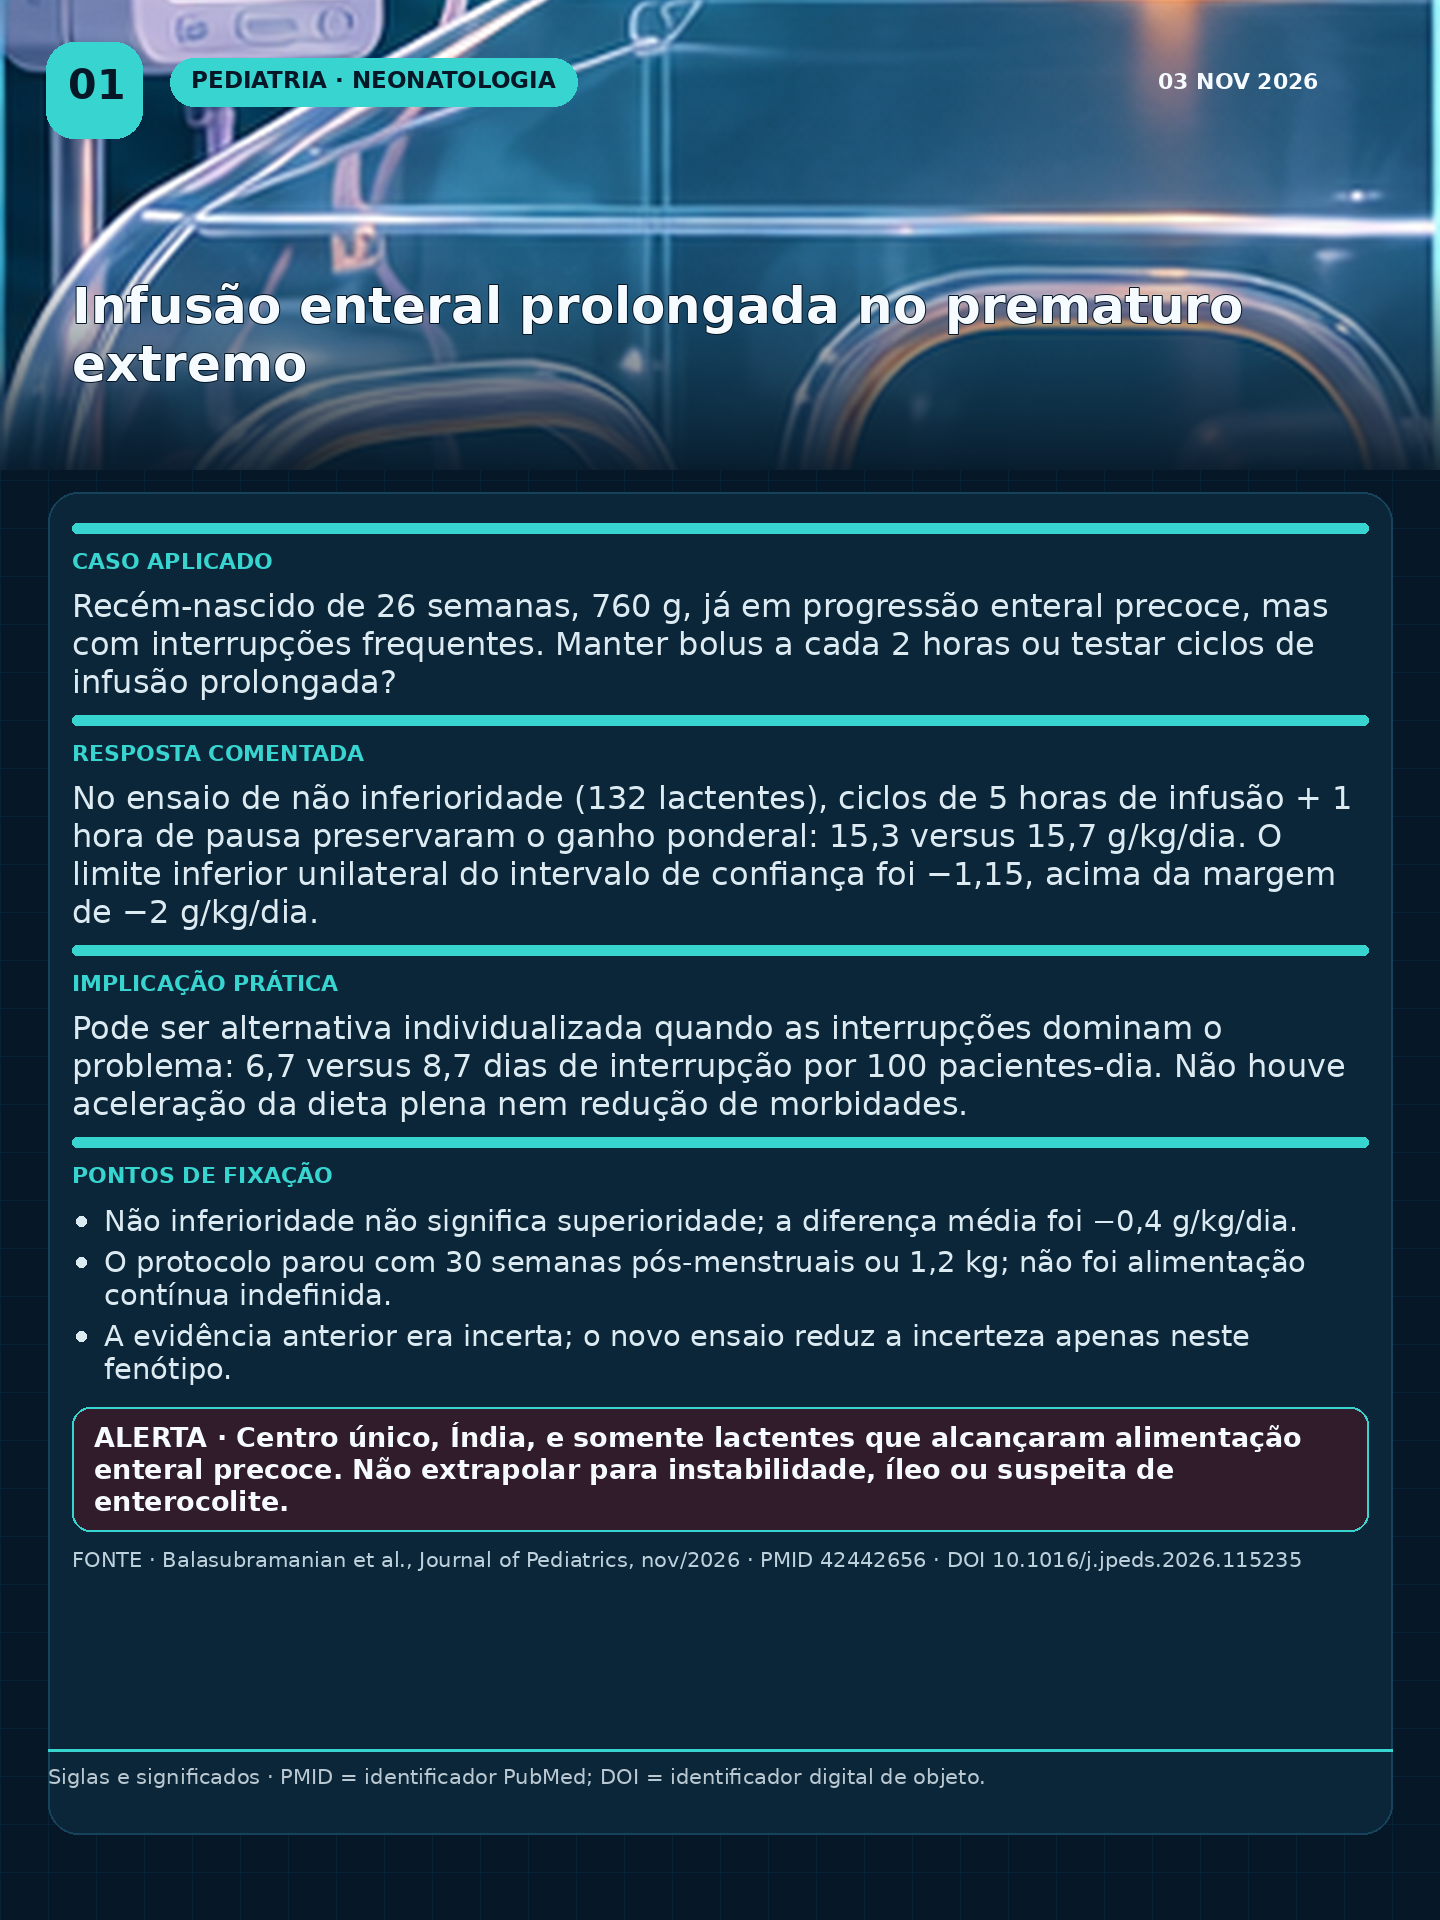 01
PEDIATRIA · NEONATOLOGIA
03 NOV 2026
Infusão enteral prolongada no prematuro
extremo
CASO APLICADO
Recém-nascido de 26 semanas, 760 g, já em progressão enteral precoce, mas
com interrupções frequentes. Manter bolus a cada 2 horas ou testar ciclos de
infusão prolongada?
RESPOSTA COMENTADA
No ensaio de não inferioridade (132 lactentes), ciclos de 5 horas de infusão + 1
hora de pausa preservaram o ganho ponderal: 15,3 versus 15,7 g/kg/dia. O
limite inferior unilateral do intervalo de confiança foi −1,15, acima da margem
de −2 g/kg/dia.
IMPLICAÇÃO PRÁTICA
Pode ser alternativa individualizada quando as interrupções dominam o
problema: 6,7 versus 8,7 dias de interrupção por 100 pacientes-dia. Não houve
aceleração da dieta plena nem redução de morbidades.
PONTOS DE FIXAÇÃO
• Não inferioridade não significa superioridade; a diferença média foi −0,4 g/kg/dia.
• O protocolo parou com 30 semanas pós-menstruais ou 1,2 kg; não foi alimentação
contínua indefinida.
• A evidência anterior era incerta; o novo ensaio reduz a incerteza apenas neste
fenótipo.
ALERTA · Centro único, Índia, e somente lactentes que alcançaram alimentação
enteral precoce. Não extrapolar para instabilidade, íleo ou suspeita de
enterocolite.
FONTE · Balasubramanian et al., Journal of Pediatrics, nov/2026 · PMID 42442656 · DOI 10.1016/j.jpeds.2026.115235
Siglas e significados · PMID = identificador PubMed; DOI = identificador digital de objeto.